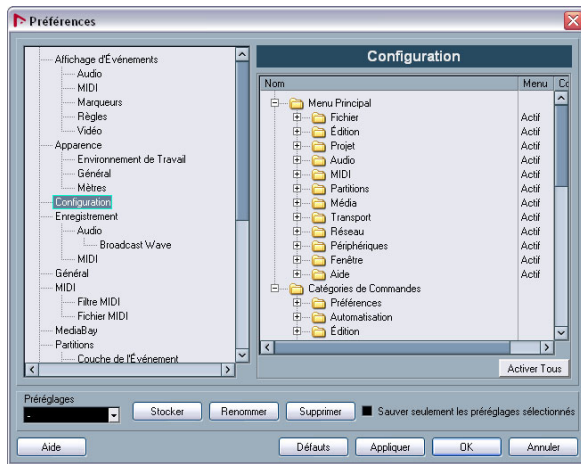 Préférences
Affichage d'Événements
Audio
MIDI
Marqueurs
Règles
Vidéo
Apparence
Environnement de Travail
Général
Mètres
Configuration
Enregistrement
Audio
Broadcast Wave
MIDI
Général
MIDI
Filtre MIDI
Fichier MIDI
MediaBay
Partitions
Couche de l'Événement
Configuration
Nom Menu Co
Menu Principal
Fichier Actif
Édition Actif
Projet Actif
Audio Actif
MIDI Actif
Partitions Actif
Média Actif
Transport Actif
Réseau Actif
Périphériques Actif
Fenêtre Actif
Aide Actif
Catégories de Commandes
Préférences
Automatisation
Édition
Activer Tous
Préréglages
-
Stocker Renommer Supprimer Sauver seulement les préréglages sélectionnés
Aide Défauts Appliquer OK Annuler